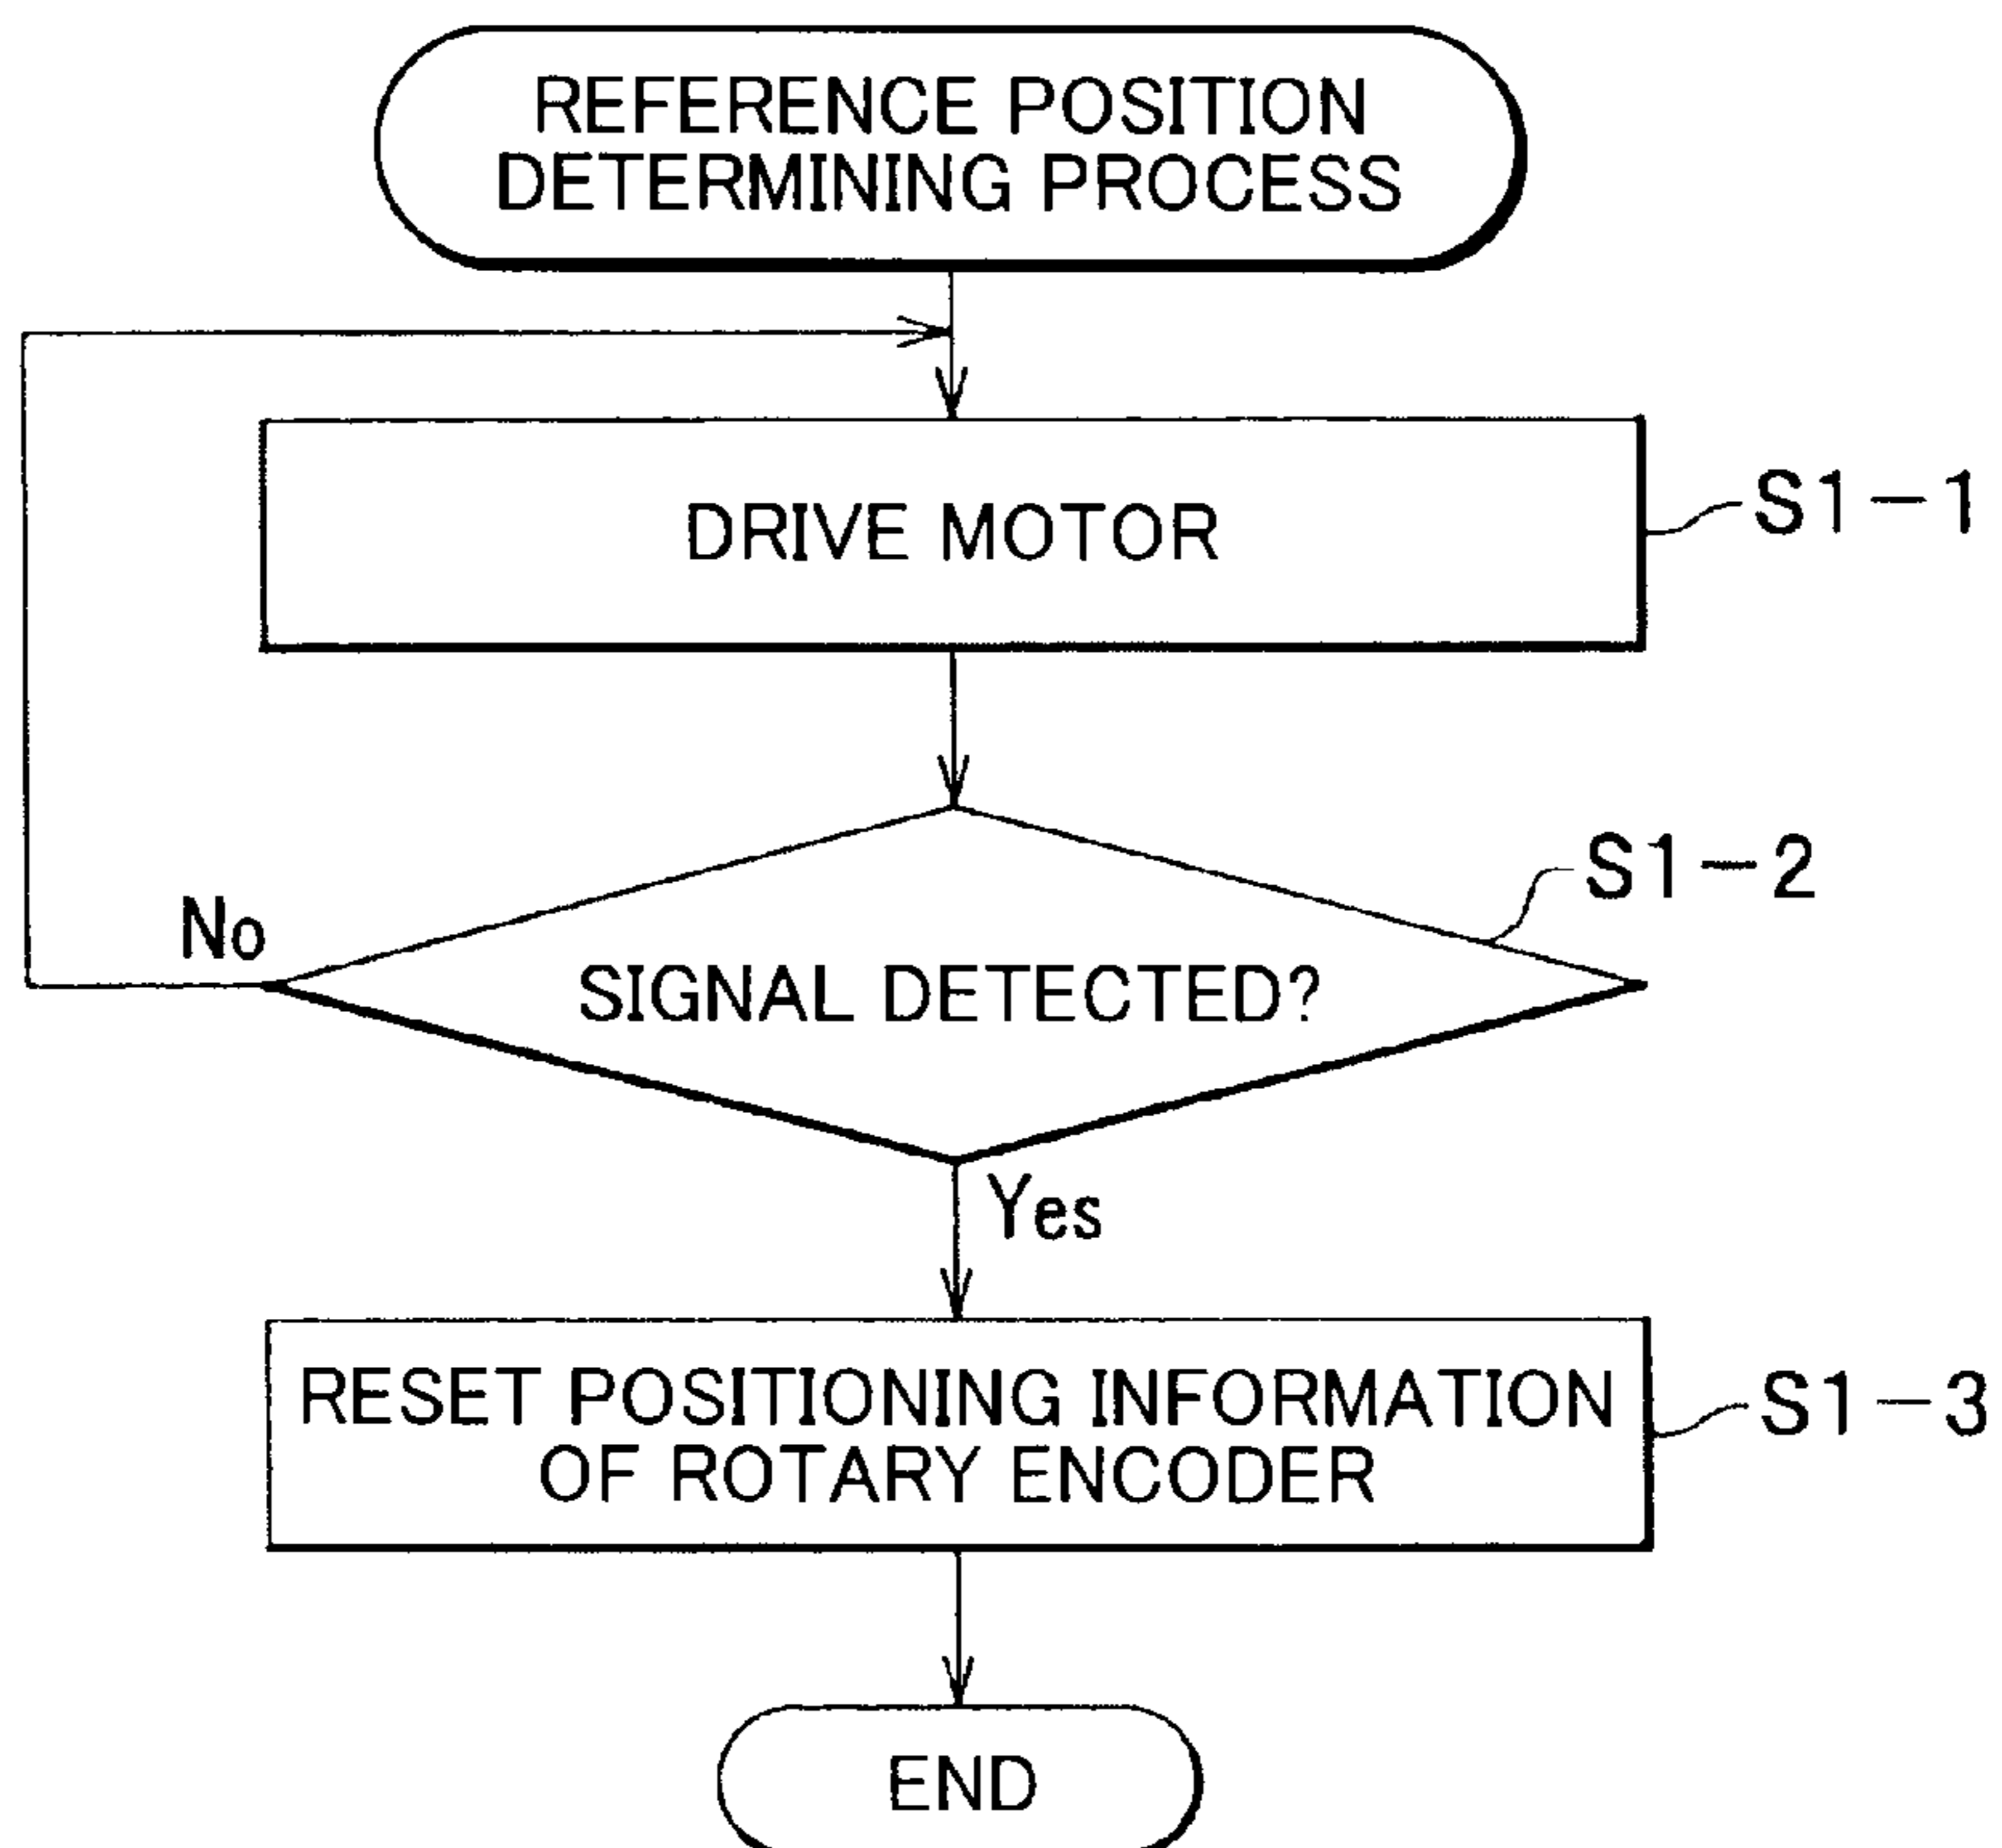 REFERENCE POSITION
DETERMINING PROCESS
DRIVE MOTOR
S1-1
S1-2
No
SIGNAL DETECTED?
Yes
RESET POSITIONING INFORMATION
OF ROTARY ENCODER
S1-3
END